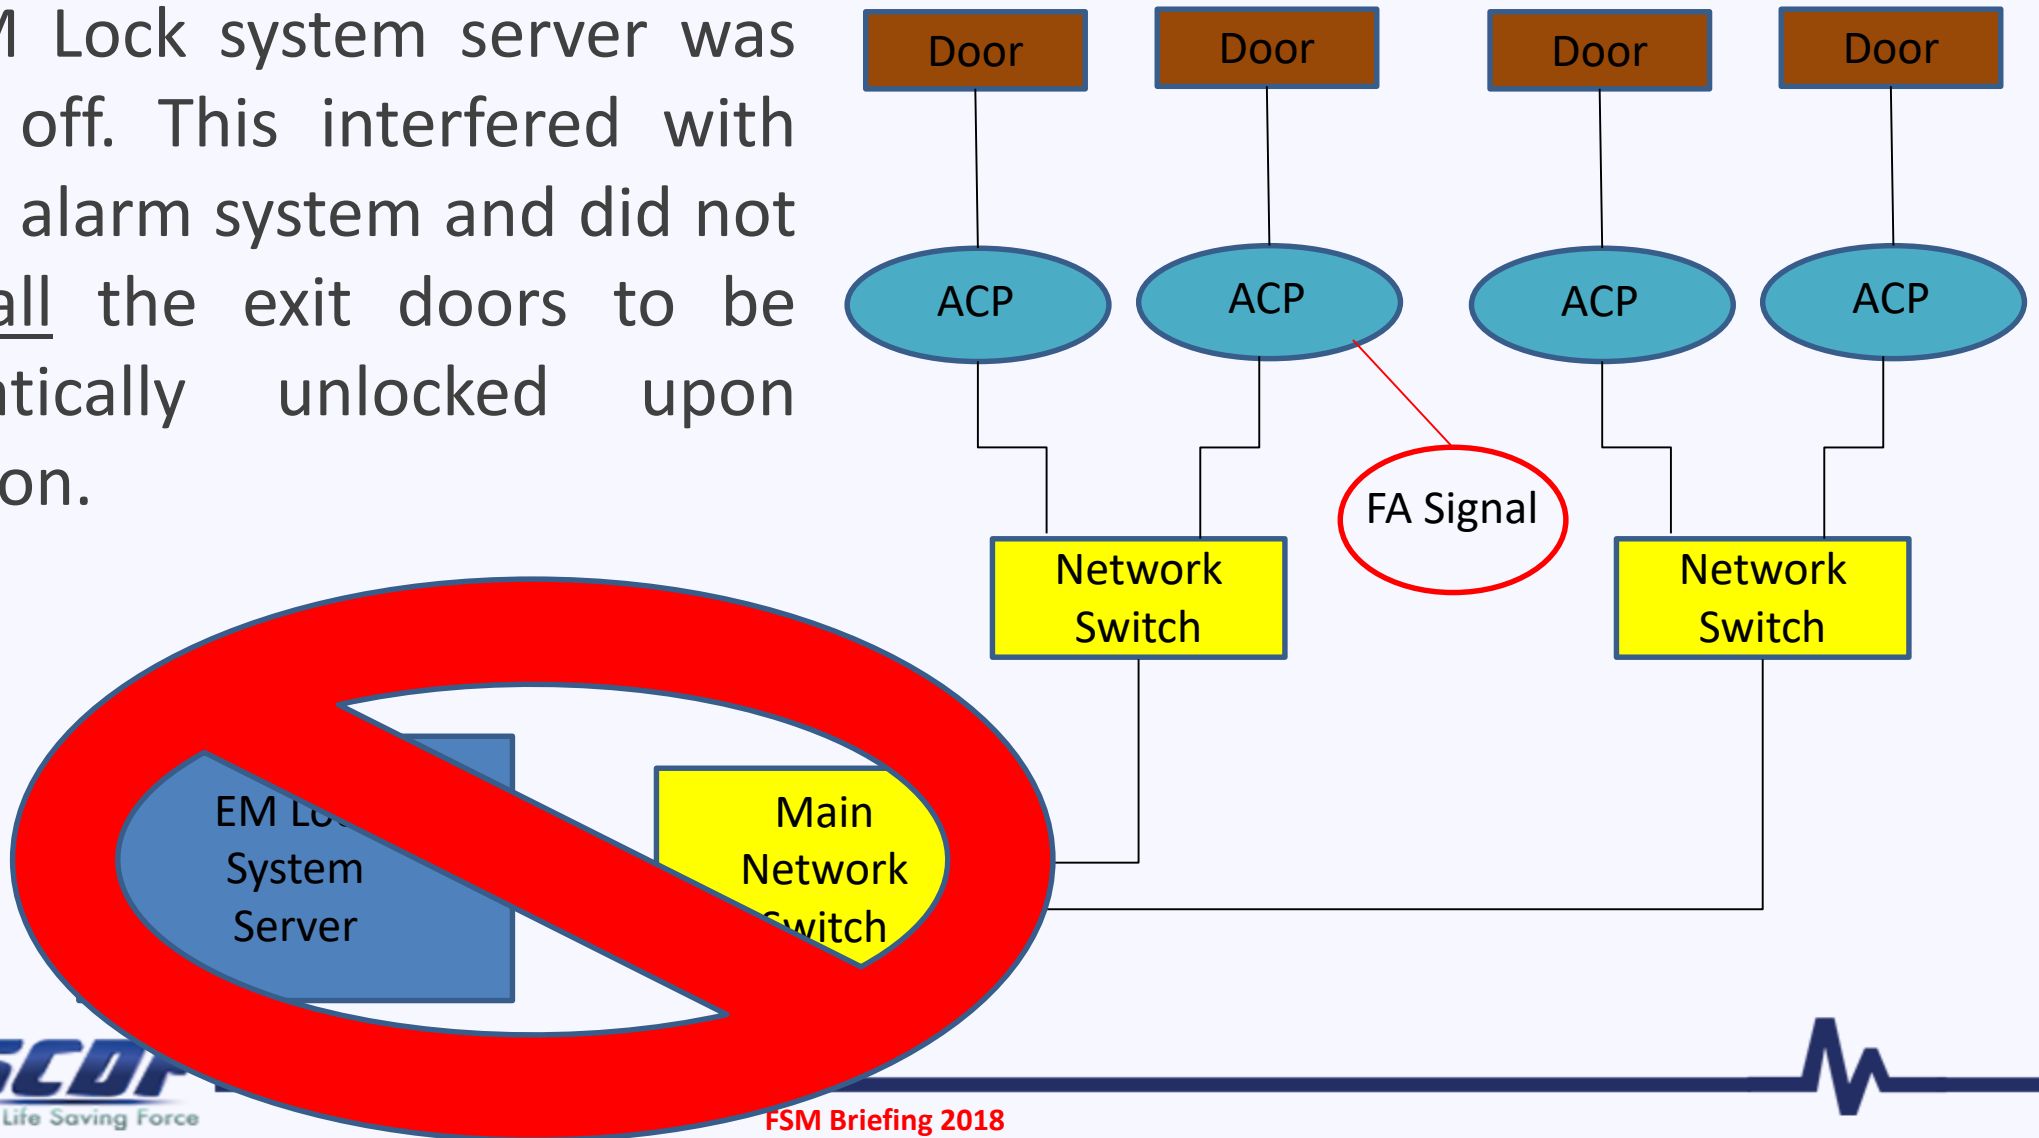 Lock system server was
off. This interfered with
alarm system and did not
all the exit doors to be
unlocked upon
Door
Door
Door
Door
ACP
ACP
ACP
ACP
FA Signal
Network
Switch
Network
Switch
EM
System
Server
Main
Network
Switch
SCDF
Life Saving Force
FSM Briefing 2018